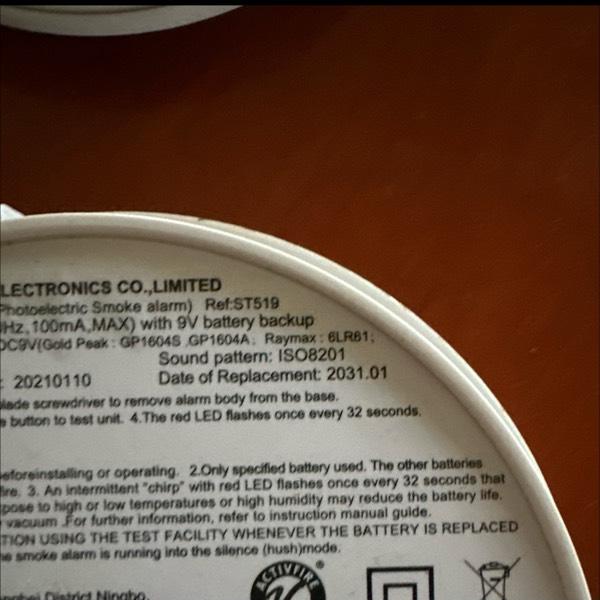 LECTRONICS CO.,LIMITED
Photoelectric Smoke alarm) Ref:ST519
Hz,100mA,MAX) with 9V battery backup
DC9V(Gold Peak : GP1604S ,GP1604A; Raymax : 6LR61;
Sound pattern: ISO8201
: 20210110 Date of Replacement: 2031.01
blade screwdriver to remove alarm body from the base.
button to test unit. 4.The red LED flashes once every 32 seconds.
beforeinstalling or operating. 2.Only specified battery used. The other batteries
fire. 3. An intermittent "chirp" with red LED flashes once every 32 seconds that
pose to high or low temperatures or high humidity may reduce the battery life.
vacuum .For further information, refer to instruction manual guide.
TION USING THE TEST FACILITY WHENEVER THE BATTERY IS REPLACED
smoke alarm is running into the silence (hush)mode.
District Ningbo,
ACTIVFIRE ®